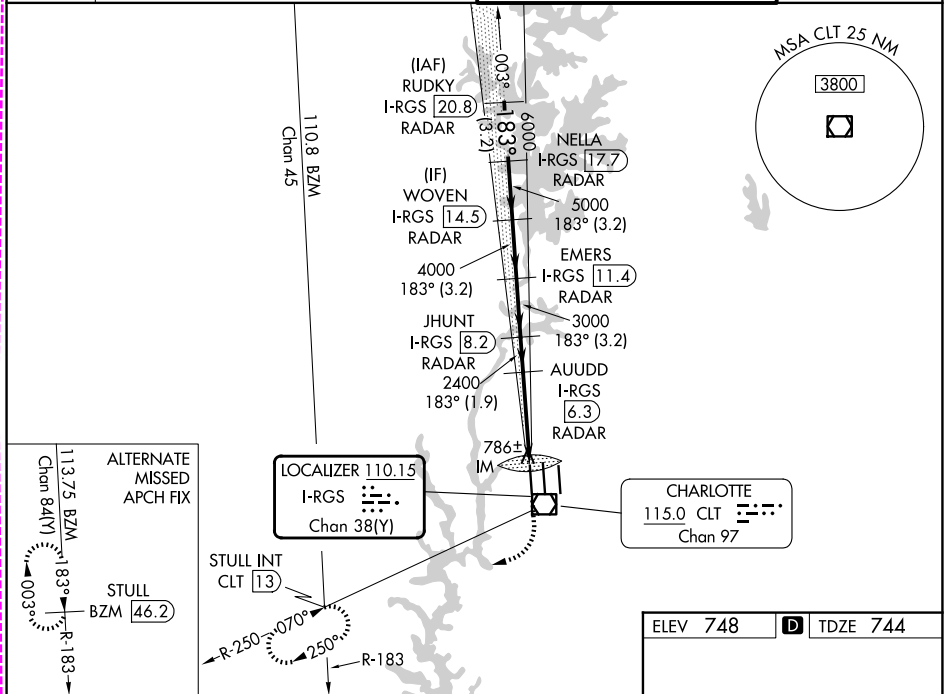 MSA CLT 25 NM
3800
(IAF)
RUDKY
I-RGS 20.8
RADAR
003°
(3.2)
183°
6000
NELLA
I-RGS 17.7
RADAR
110.8 BZM
Chan 45
(IF)
WOVEN
I-RGS 14.5
RADAR
5000
183° (3.2)
4000
183° (3.2)
EMERS
I-RGS 11.4
RADAR
JHUNT
I-RGS 8.2
RADAR
3000
183° (3.2)
2400
183° (1.9)
AUUDD
I-RGS
6.3
RADAR
786±
IM
LOCALIZER 110.15
I-RGS
Chan 38(Y)
CHARLOTTE
115.0 CLT
Chan 97
113.75 BZM
Chan 84(Y)
ALTERNATE
MISSED
APCH FIX
183°
003°
STULL
BZM 46.2
R-183
STULL INT
CLT 13
R-250
070°
250°
R-183
ELEV 748 D TDZE 744